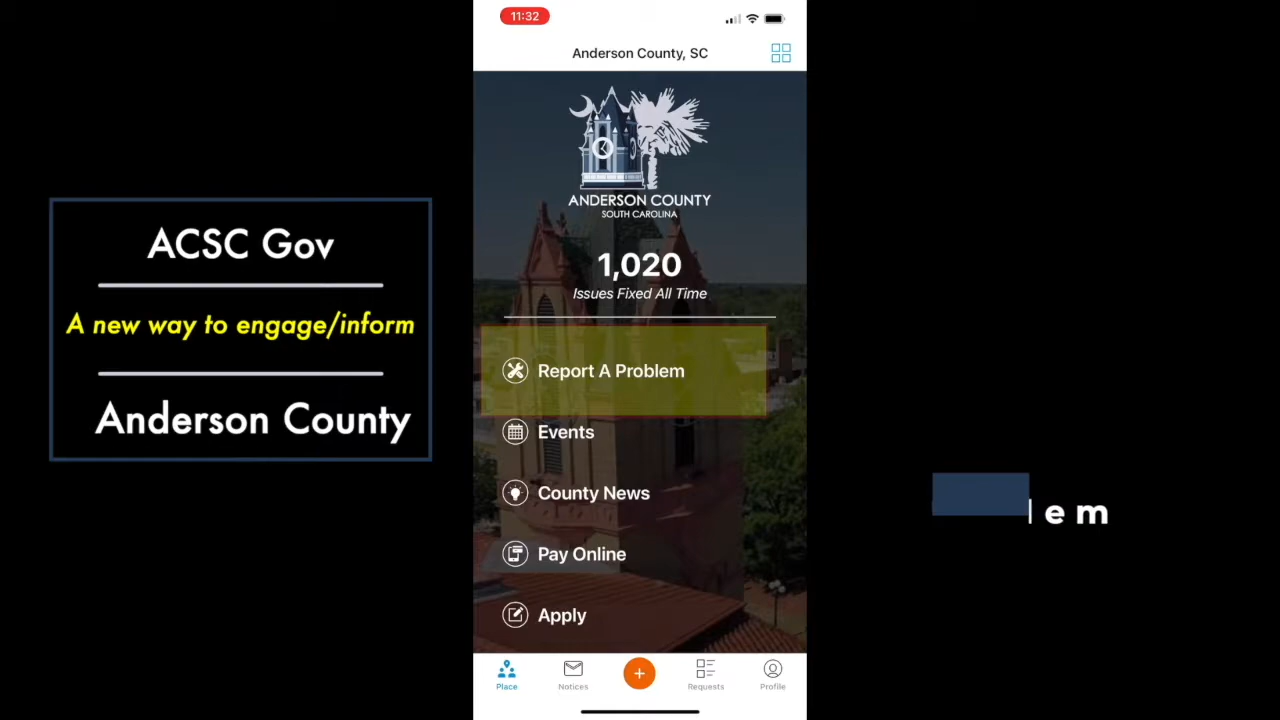 11:32
Anderson County, SC
ANDERSON COUNTY
SOUTH CAROLINA
1,020
Issues Fixed All Time
Report A Problem
Events
County News
Pay Online
Apply
Place
Notices
Requests
Profile
ACSC Gov
A new way to engage/inform
Anderson County
em